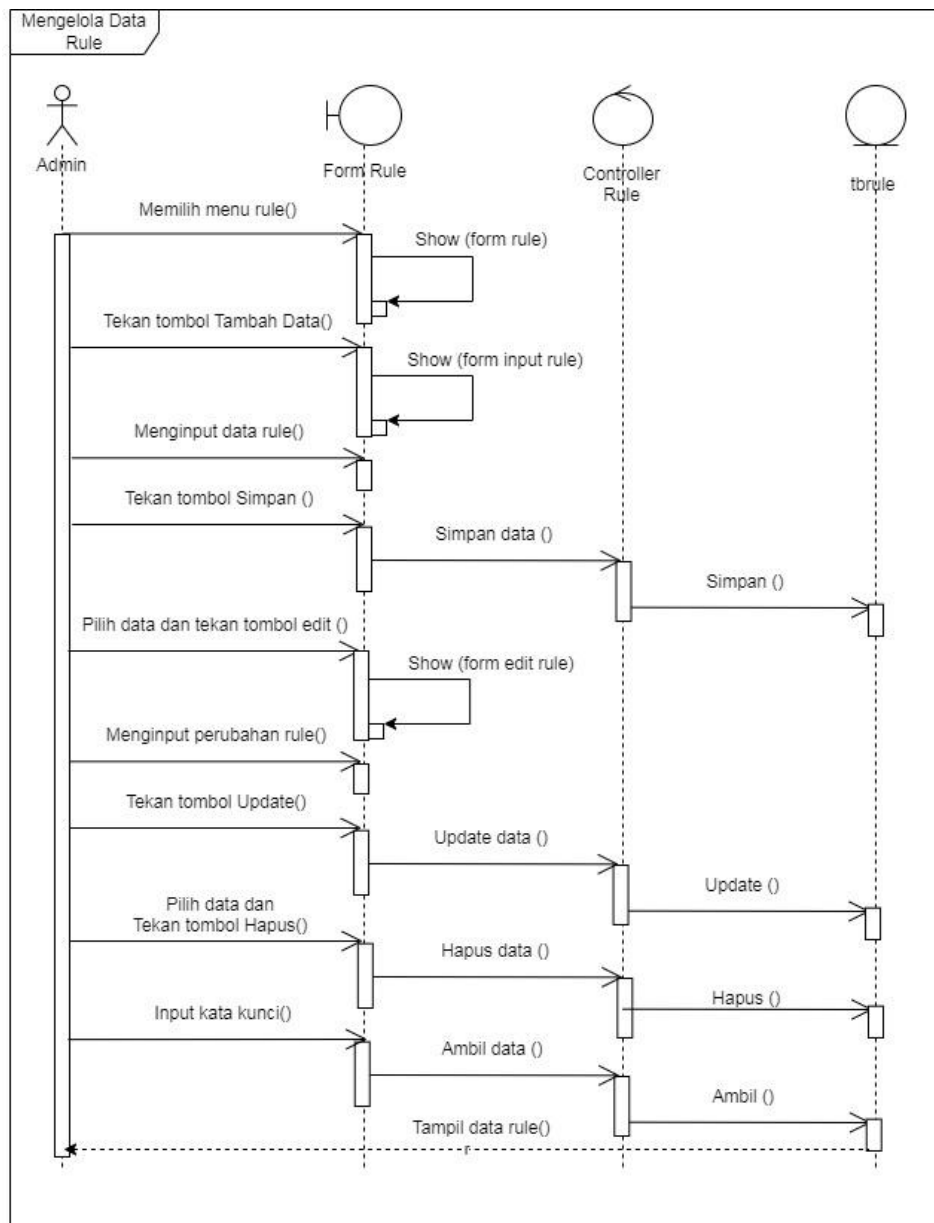 Mengelola Data
Rule
Admin
Form Rule
Controller
Rule
tbrule
Memilih menu rule()
Show (form rule)
Tekan tombol Tambah Data()
Show (form input rule)
Menginput data rule()
Tekan tombol Simpan ()
Simpan data ()
Simpan ()
Pilih data dan tekan tombol edit ()
Show (form edit rule)
Menginput perubahan rule()
Tekan tombol Update()
Update data ()
Update ()
Pilih data dan
Tekan tombol Hapus()
Hapus data ()
Hapus ()
Input kata kunci()
Ambil data ()
Ambil ()
Tampil data rule()
r